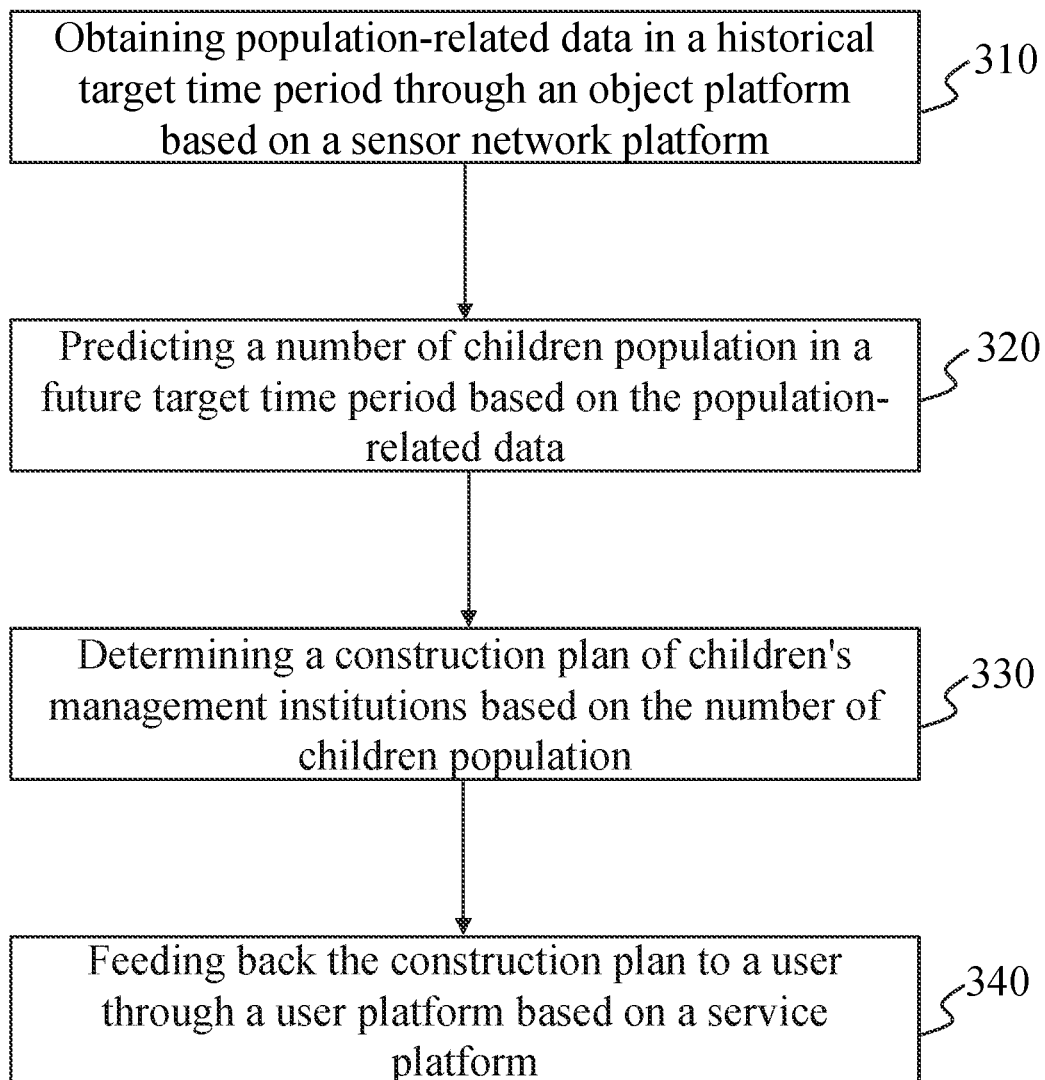 Obtaining population-related data in a historical
target time period through an object platform
based on a sensor network platform
310
Predicting a number of children population in a
future target time period based on the population-
related data
320
Determining a construction plan of children's
management institutions based on the number of
children population
330
Feeding back the construction plan to a user
through a user platform based on a service
platform
340